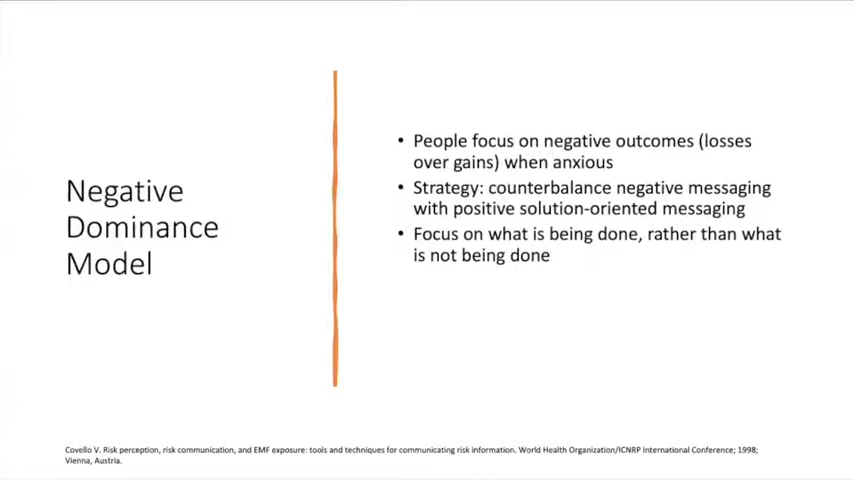 Negative
Dominance
Model
• People focus on negative outcomes (losses
over gains) when anxious
• Strategy: counterbalance negative messaging
with positive solution-oriented messaging
• Focus on what is being done, rather than what
is not being done
Covello V. Risk perception, risk communication, and EMF exposure: tools and techniques for communicating risk information. World Health Organization/ICNRP International Conference; 1998;
Vienna, Austria.